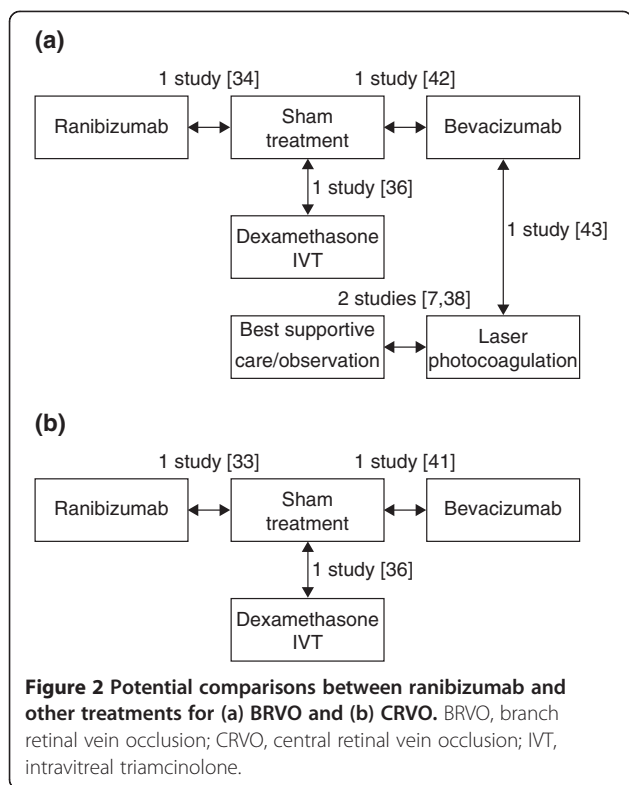 (a)
1 study [34]
1 study [42]
Ranibizumab
Sham
treatment
Bevacizumab
1 study [36]
1 study [43]
Dexamethasone
IVT
2 studies [7,38]
Best supportive
care/observation
Laser
photocoagulation
(b)
1 study [33]
1 study [41]
Ranibizumab
Sham
treatment
Bevacizumab
1 study [36]
Dexamethasone
IVT
Figure 2 Potential comparisons between ranibizumab and
other treatments for (a) BRVO and (b) CRVO. BRVO, branch
retinal vein occlusion; CRVO, central retinal vein occlusion; IVT,
intravitreal triamcinolone.